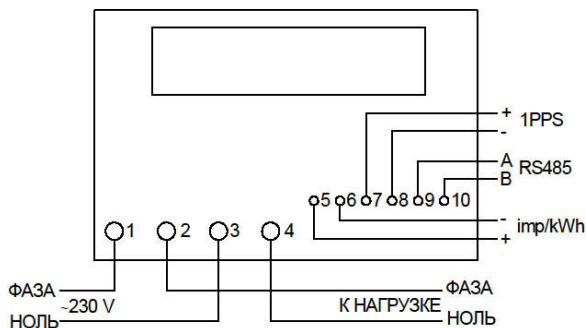 + 1PPS
-
A RS485
B
5 6 7 8 9 10
- imp/kWh
+
1 2 3 4
ФАЗА ФАЗА
~230 V К НАГРУЗКЕ
НОЛЬ НОЛЬ